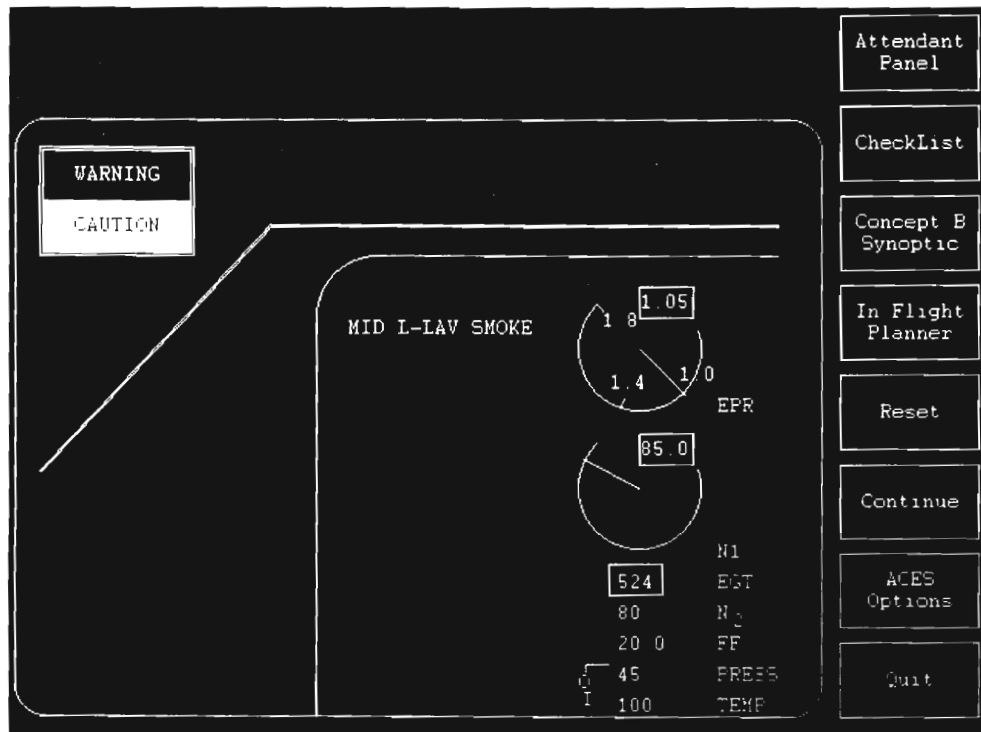 WARNING
CAUTION
MID L-LAV SMOKE
1.05
1 8
1.4
1.0
EPR
85.0
N1
524 EGT
80 N2
20 0 FF
45 PRESS
100 TEMP
Attendant
Panel
CheckList
Concept B
Synoptic
In Flight
Planner
Reset
Continue
ACES
Options
Quit